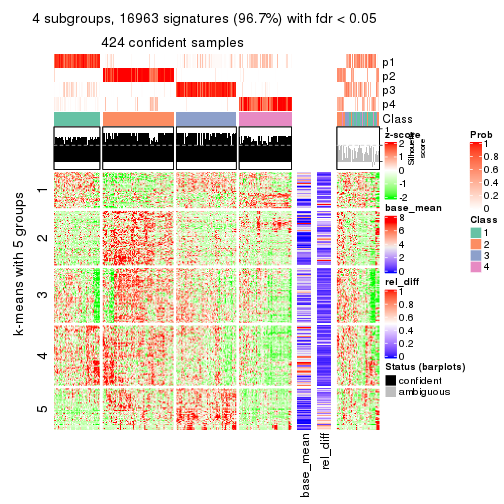 4 subgroups, 16963 signatures (96.7%) with fdr < 0.05
424 confident samples
p1
p2
p3
p4
Class
1
Silhouette
score
k-means with 5 groups
1
2
3
4
5
base_mean
rel_diff
z-score
2
1
0
-1
-2
base_mean
8
6
4
2
0
rel_diff
1
0.8
0.6
0.4
0.2
0
Status (barplots)
confident
ambiguous
Prob
1
0.8
0.6
0.4
0.2
0
Class
1
2
3
4